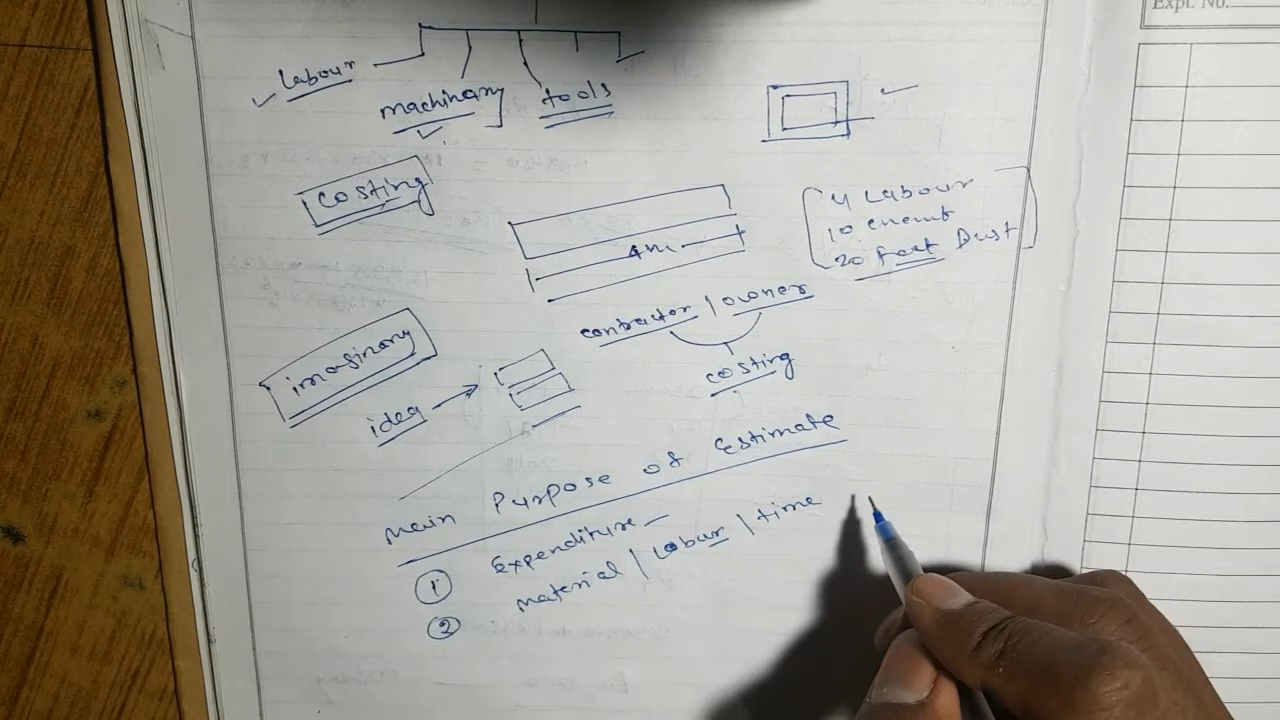 Expt. No.
Labour
machinary
tools
costing
4 Labour
10 cement
20 feet Dust
4m
contractor / owner
costing
imaginary
idea
main Purpose of Estimate
① Expenditure
② material / Labour / time